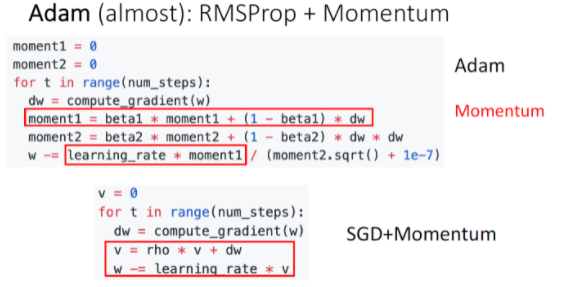 Adam (almost): RMSProp + Momentum
moment1 = 0
moment2 = 0
for t in range(num_steps):
  dw = compute_gradient(w)
  moment1 = beta1 * moment1 + (1 - beta1) * dw
  moment2 = beta2 * moment2 + (1 - beta2) * dw * dw
  w -= learning_rate * moment1 / (moment2.sqrt() + 1e-7)
Adam
Momentum
v = 0
for t in range(num_steps):
  dw = compute_gradient(w)
  v = rho * v + dw
  w -= learning_rate * v
SGD+Momentum